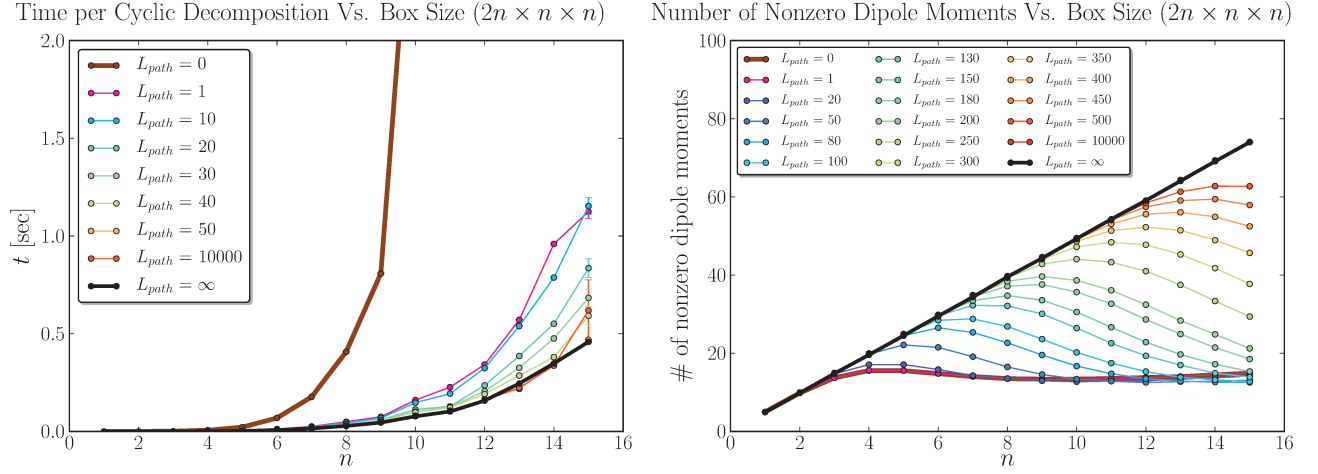 Time per Cyclic Decomposition Vs. Box Size (2n × n × n)
2.0
1.5
1.0
0.5
0.0
t [sec]
L_path = 0
L_path = 1
L_path = 10
L_path = 20
L_path = 30
L_path = 40
L_path = 50
L_path = 10000
L_path = ∞
0 2 4 6 8 10 12 14 16
n
Number of Nonzero Dipole Moments Vs. Box Size (2n × n × n)
100
80
60
40
20
0
# of nonzero dipole moments
L_path = 0 L_path = 130 L_path = 350
L_path = 1 L_path = 150 L_path = 400
L_path = 20 L_path = 180 L_path = 450
L_path = 50 L_path = 200 L_path = 500
L_path = 80 L_path = 250 L_path = 10000
L_path = 100 L_path = 300 L_path = ∞
0 2 4 6 8 10 12 14 16
n